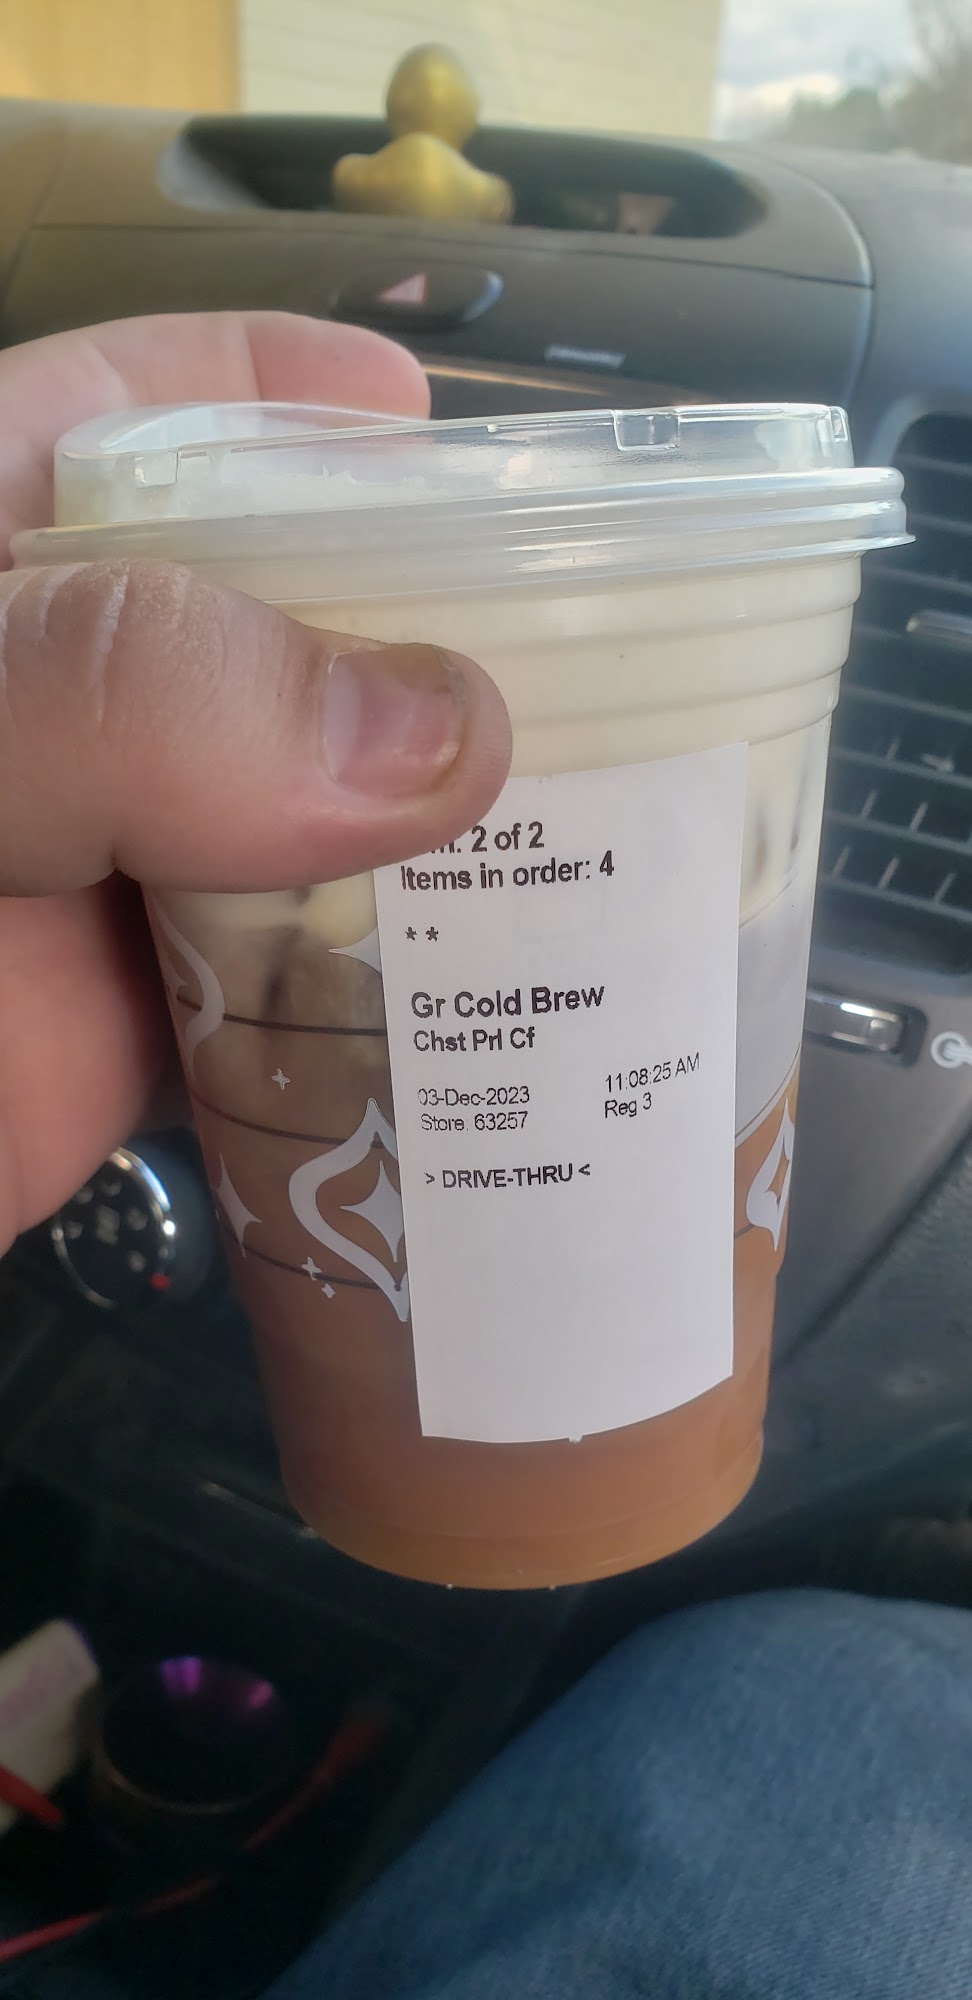 2 of 2
Items in order: 4
* *
Gr Cold Brew
Chst Prl Cf
03-Dec-2023 11:08:25 AM
Store: 63257 Reg 3
> DRIVE-THRU <